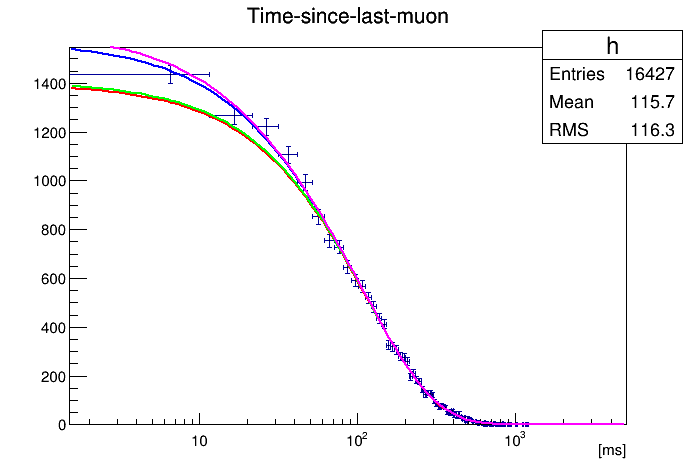 Time-since-last-muon
h
Entries 16427
Mean 115.7
RMS 116.3
1400
1200
1000
800
600
400
200
0
10 10² 10³
[ms]